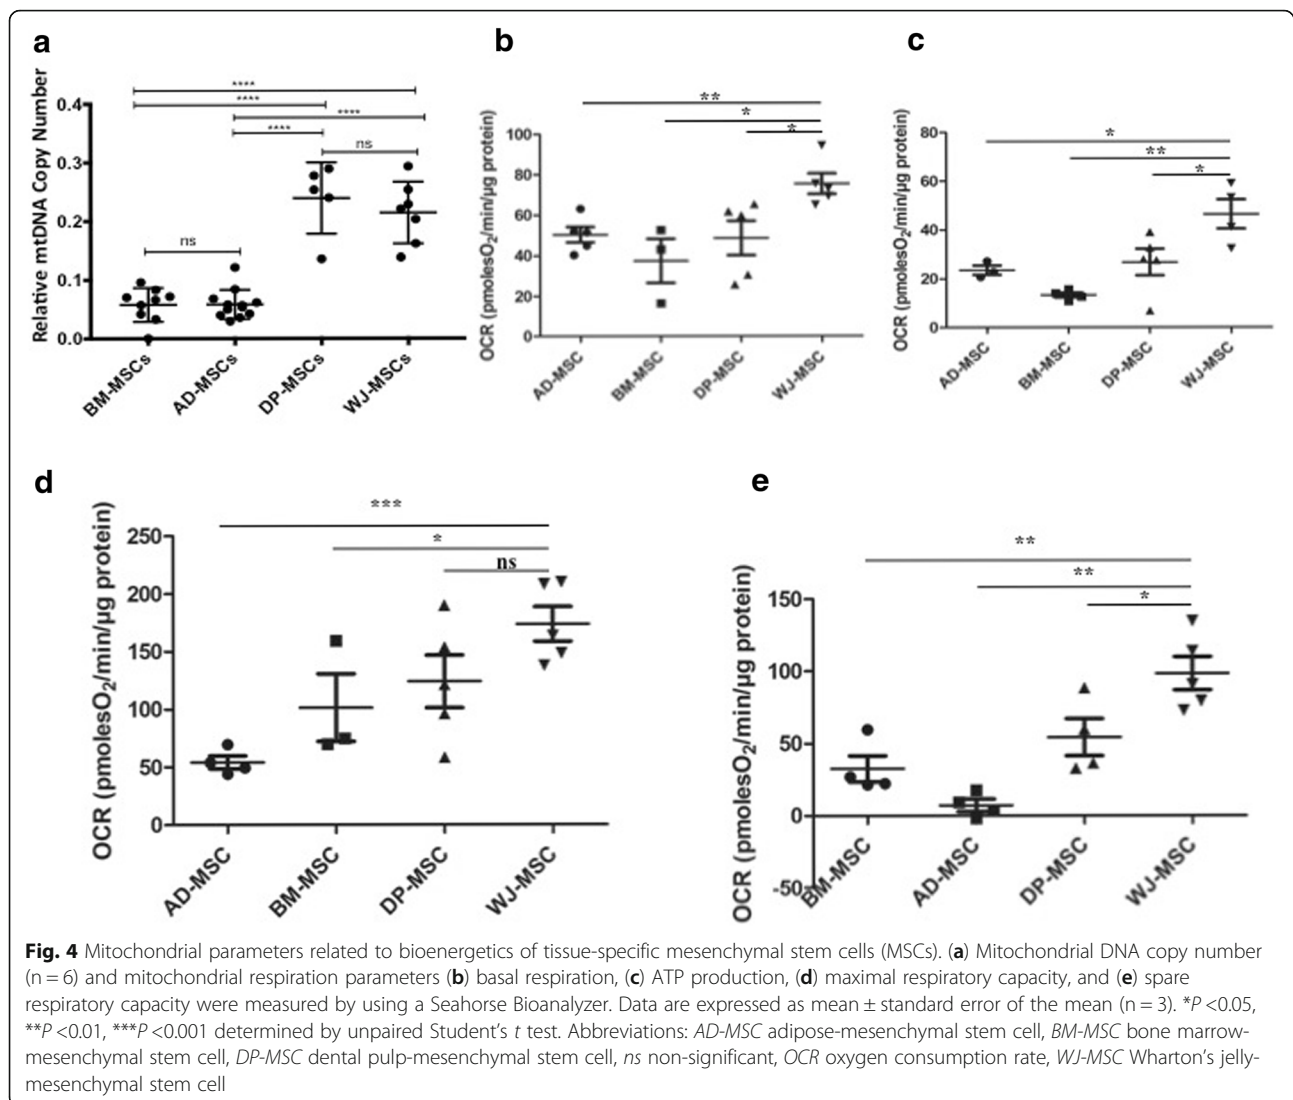 a
Relative mtDNA Copy Number
0.4
0.3
0.2
0.1
0.0
****
****
****
****
ns
ns
BM-MSCs
AD-MSCs
DP-MSCs
WJ-MSCs
b
OCR (pmolesO2/min/µg protein)
100
80
60
40
20
0
**
*
*
AD-MSC
BM-MSC
DP-MSC
WJ-MSC
c
OCR (pmolesO2/min/µg protein)
80
60
40
20
0
*
**
*
AD-MSC
BM-MSC
DP-MSC
WJ-MSC
d
OCR (pmolesO2/min/µg protein)
250
200
150
100
50
0
***
*
ns
AD-MSC
BM-MSC
DP-MSC
WJ-MSC
e
OCR (pmolesO2/min/µg protein)
150
100
50
0
-50
**
**
*
BM-MSC
AD-MSC
DP-MSC
WJ-MSC
Fig. 4 Mitochondrial parameters related to bioenergetics of tissue-specific mesenchymal stem cells (MSCs). (a) Mitochondrial DNA copy number
(n = 6) and mitochondrial respiration parameters (b) basal respiration, (c) ATP production, (d) maximal respiratory capacity, and (e) spare
respiratory capacity were measured by using a Seahorse Bioanalyzer. Data are expressed as mean ± standard error of the mean (n = 3). *P <0.05,
**P <0.01, ***P <0.001 determined by unpaired Student's t test. Abbreviations: AD-MSC adipose-mesenchymal stem cell, BM-MSC bone marrow-
mesenchymal stem cell, DP-MSC dental pulp-mesenchymal stem cell, ns non-significant, OCR oxygen consumption rate, WJ-MSC Wharton's jelly-
mesenchymal stem cell